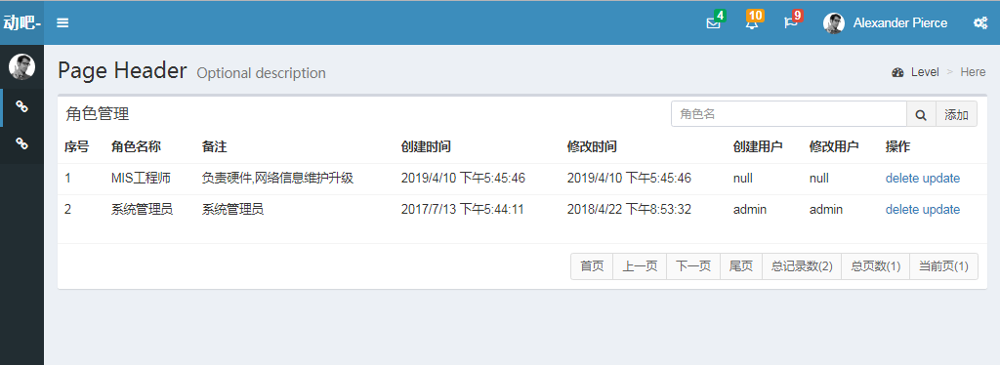 动吧- 4 10 9 Alexander Pierce
Page Header Optional description Level > Here
角色管理 角色名 添加
序号 角色名称 备注 创建时间 修改时间 创建用户 修改用户 操作
1 MIS工程师 负责硬件,网络信息维护升级 2019/4/10 下午5:45:46 2019/4/10 下午5:45:46 null null delete update
2 系统管理员 系统管理员 2017/7/13 下午5:44:11 2018/4/22 下午8:53:32 admin admin delete update
首页 上一页 下一页 尾页 总记录数(2) 总页数(1) 当前页(1)